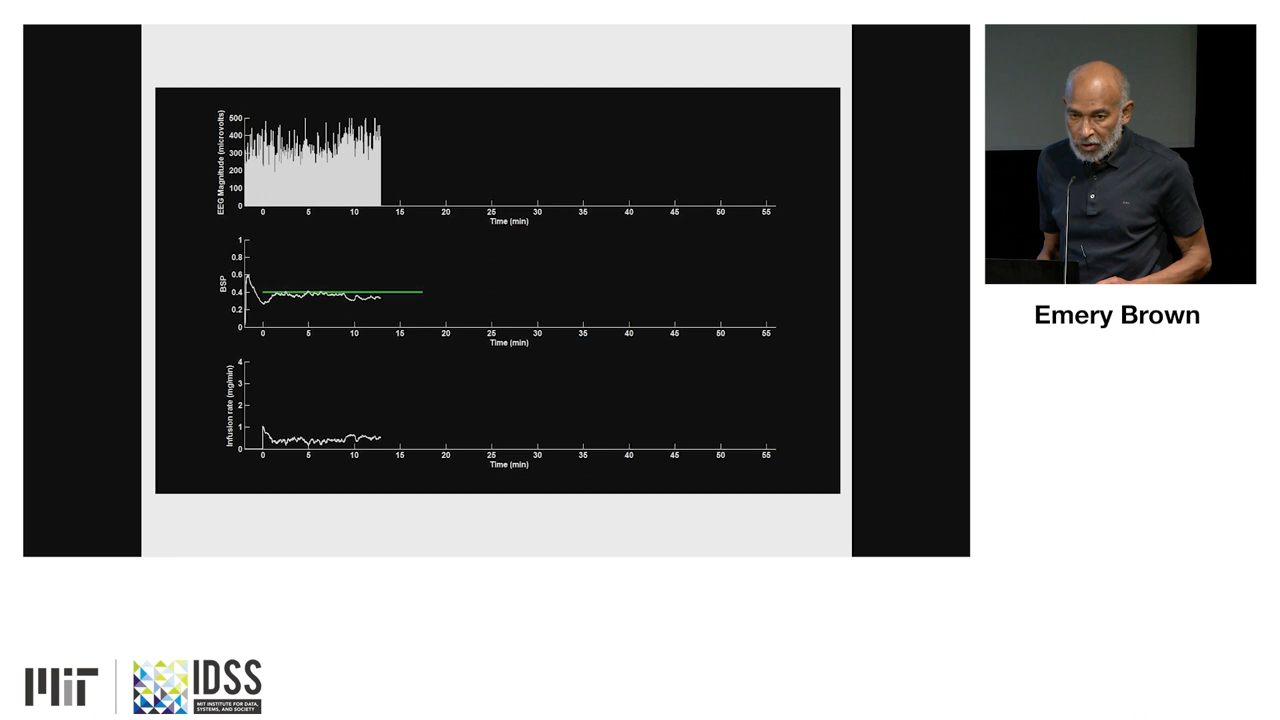 EEG Magnitude (microvolts)
500
400
300
200
100
0
0 5 10 15 20 25 30 35 40 45 50 55
Time (min)
BSP
1
0.8
0.6
0.4
0.2
0
0 5 10 15 20 25 30 35 40 45 50 55
Time (min)
Infusion rate (mg/min)
4
3
2
1
0
0 5 10 15 20 25 30 35 40 45 50 55
Time (min)
Emery Brown
MIT
IDSS
MIT INSTITUTE FOR DATA,
SYSTEMS, AND SOCIETY